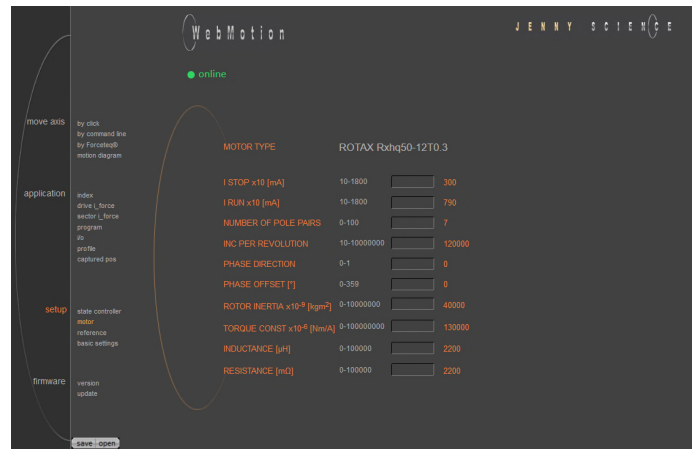 WebMotion
JENNY SCIENCE
online
move axis
by click
by command line
by Forceteq®
motion diagram
application
index
drive i_force
sector i_force
program
i/o
profile
captured pos
setup
state controller
motor
reference
basic settings
firmware
version
update
save open
MOTOR TYPE ROTAX Rxhq50-12T0.3
I STOP x10 [mA] 10-1800 300
I RUN x10 [mA] 10-1800 790
NUMBER OF POLE PAIRS 0-100 7
INC PER REVOLUTION 10-10000000 120000
PHASE DIRECTION 0-1 0
PHASE OFFSET [°] 0-359 0
ROTOR INERTIA x10⁻⁹ [kgm²] 0-10000000 40000
TORQUE CONST x10⁻⁶ [Nm/A] 0-100000000 130000
INDUCTANCE [µH] 0-100000 2200
RESISTANCE [mΩ] 0-100000 2200